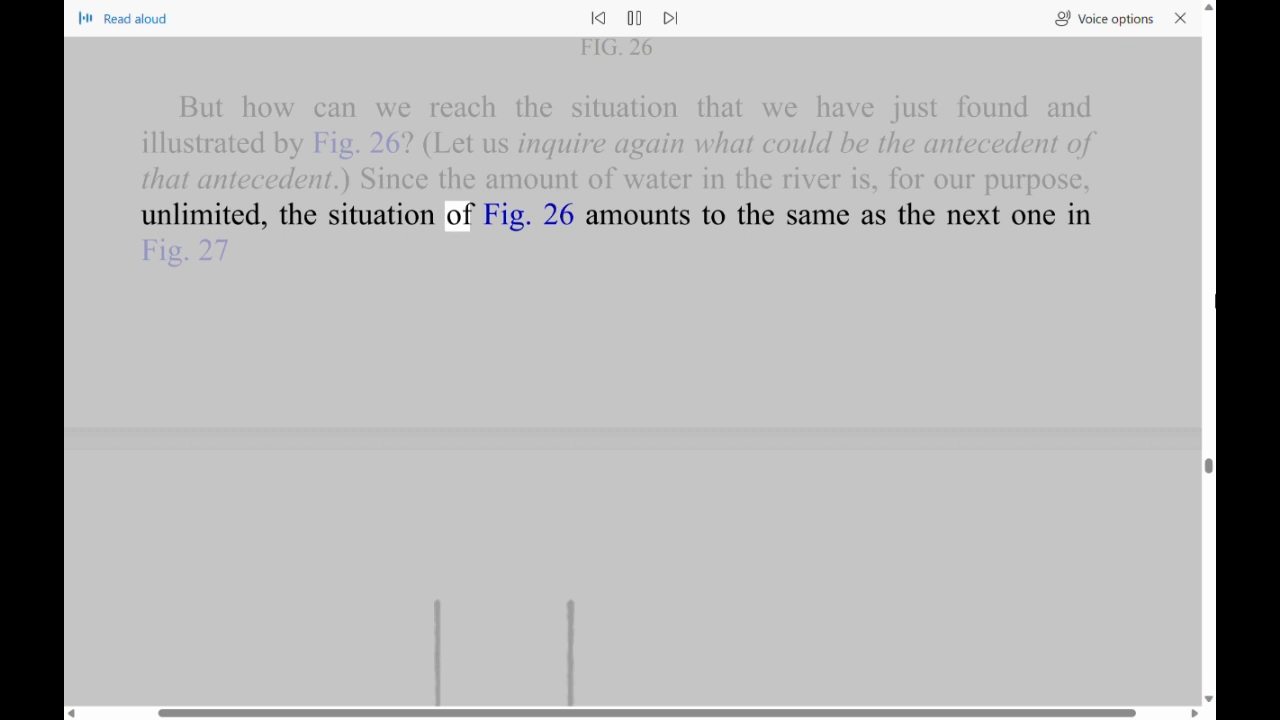 Read aloud
Voice options
FIG. 26
But how can we reach the situation that we have just found and
illustrated by Fig. 26? (Let us inquire again what could be the antecedent of
that antecedent.) Since the amount of water in the river is, for our purpose,
unlimited, the situation of Fig. 26 amounts to the same as the next one in
Fig. 27